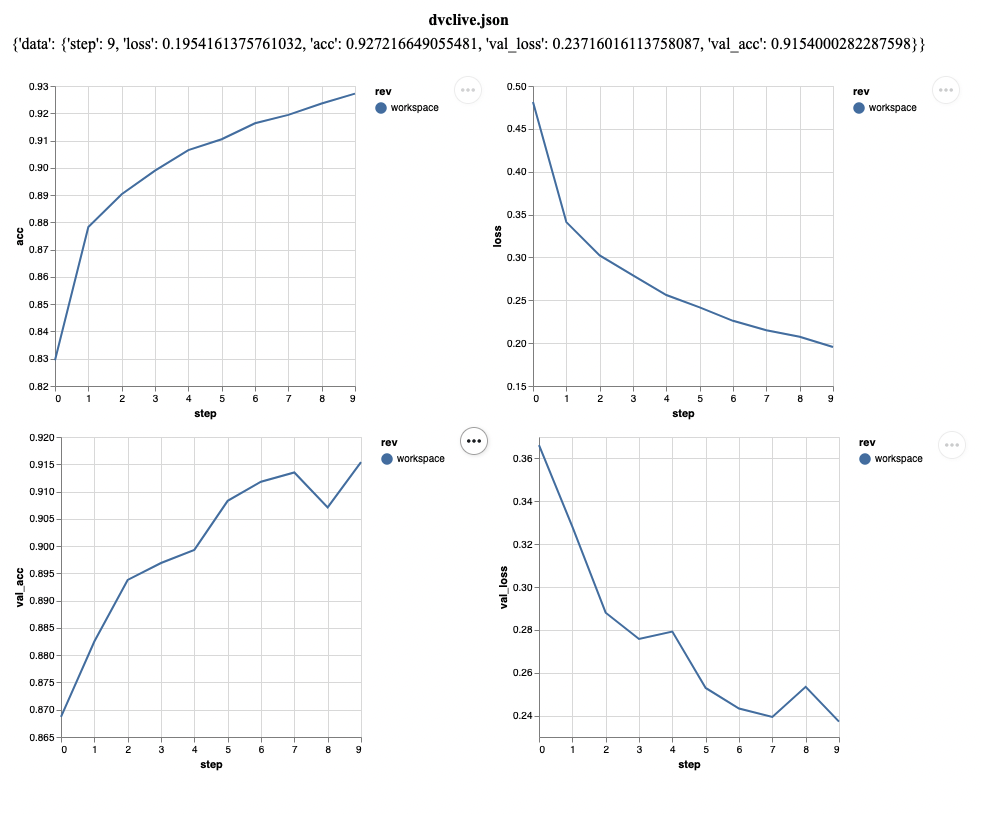 dvclive.json
{'data': {'step': 9, 'loss': 0.1954161375761032, 'acc': 0.927216649055481, 'val_loss': 0.23716016113758087, 'val_acc': 0.9154000282287598}}
0.93
0.92
0.91
0.90
0.89
0.88
0.87
0.86
0.85
0.84
0.83
0.82
acc
0 1 2 3 4 5 6 7 8 9
step
rev
workspace
0.50
0.45
0.40
0.35
0.30
0.25
0.20
0.15
loss
0 1 2 3 4 5 6 7 8 9
step
rev
workspace
0.920
0.915
0.910
0.905
0.900
0.895
0.890
0.885
0.880
0.875
0.870
0.865
val_acc
0 1 2 3 4 5 6 7 8 9
step
rev
workspace
0.36
0.34
0.32
0.30
0.28
0.26
0.24
val_loss
0 1 2 3 4 5 6 7 8 9
step
rev
workspace